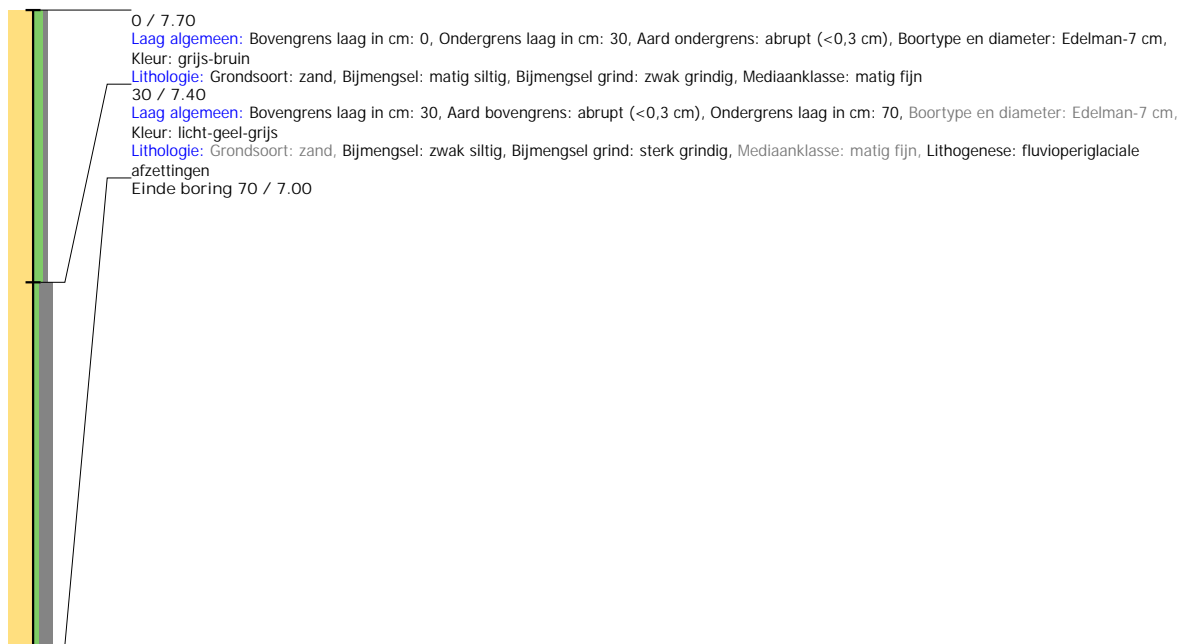 0 / 7.70
Laag algemeen: Bovengrens laag in cm: 0, Ondergrens laag in cm: 30, Aard ondergrens: abrupt (<0,3 cm), Boortype en diameter: Edelman-7 cm,
Kleur: grijs-bruin
Lithologie: Grondsoort: zand, Bijmengsel: matig siltig, Bijmengsel grind: zwak grindig, Mediaanklasse: matig fijn
30 / 7.40
Laag algemeen: Bovengrens laag in cm: 30, Aard bovengrens: abrupt (<0,3 cm), Ondergrens laag in cm: 70, Boortype en diameter: Edelman-7 cm,
Kleur: licht-geel-grijs
Lithologie: Grondsoort: zand, Bijmengsel: zwak siltig, Bijmengsel grind: sterk grindig, Mediaanklasse: matig fijn, Lithogenese: fluvioperiglaciale
afzettingen
Einde boring 70 / 7.00